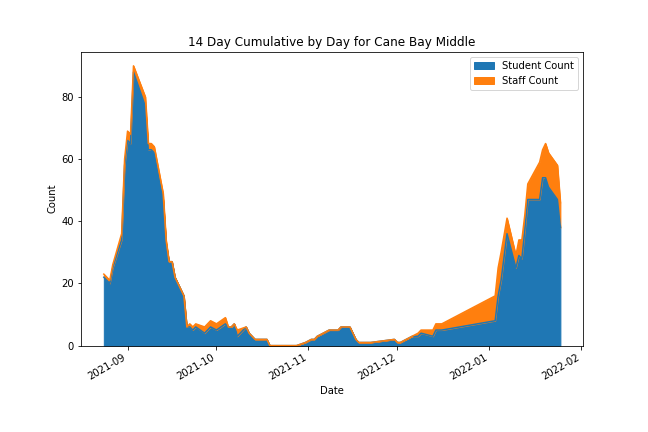 14 Day Cumulative by Day for Cane Bay Middle
Student Count
Staff Count
Count
80
60
40
20
0
2021-09
2021-10
2021-11
2021-12
2022-01
2022-02
Date